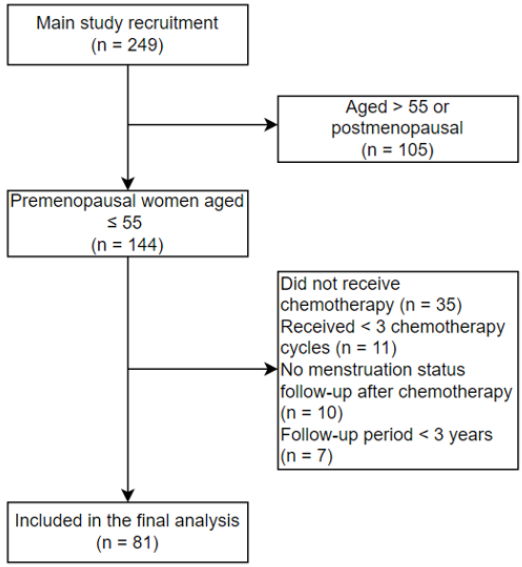 Main study recruitment
(n = 249)
Aged > 55 or
postmenopausal
(n = 105)
Premenopausal women aged
≤ 55
(n = 144)
Did not receive
chemotherapy (n = 35)
Received < 3 chemotherapy
cycles (n = 11)
No menstruation status
follow-up after chemotherapy
(n = 10)
Follow-up period < 3 years
(n = 7)
Included in the final analysis
(n = 81)